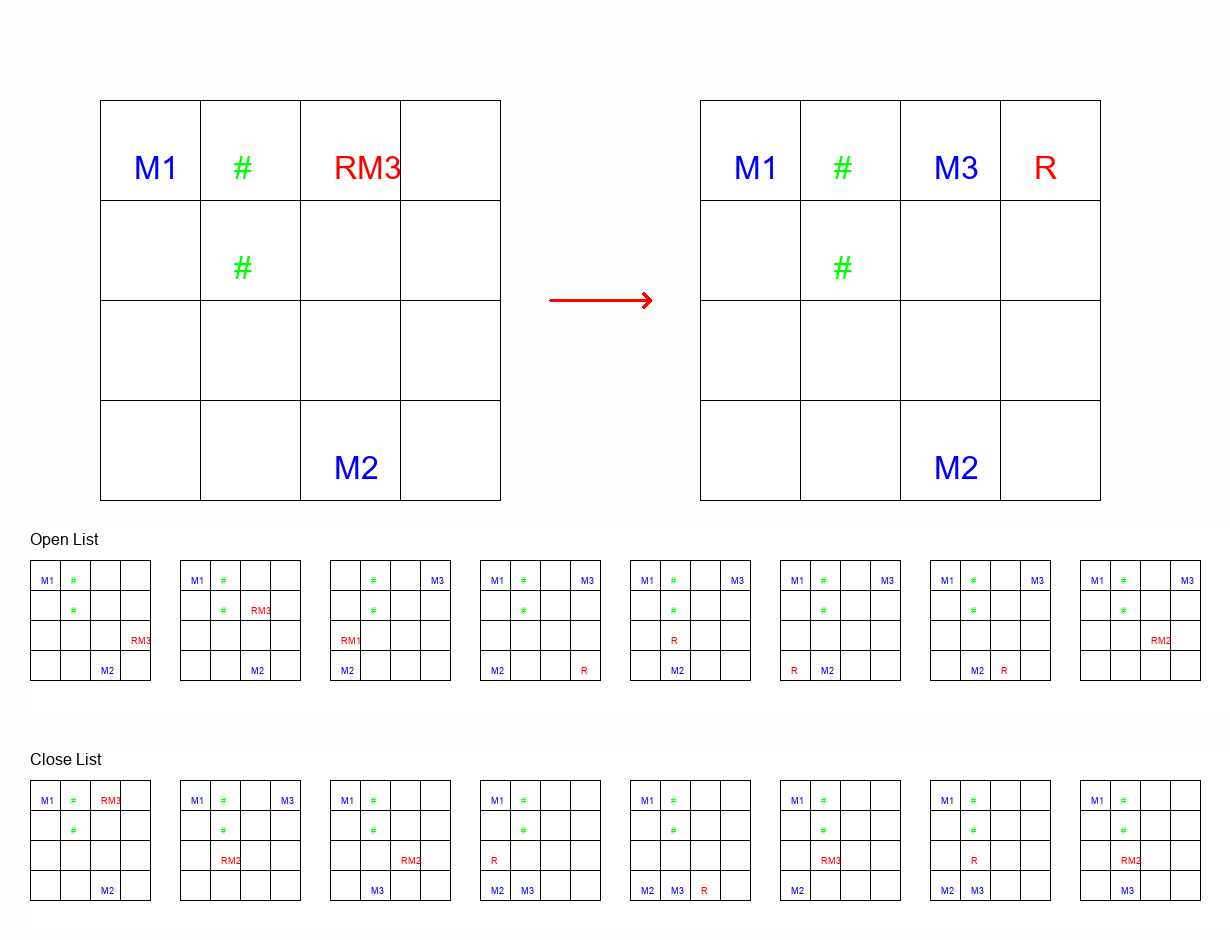 M1 # RM3 M1 # M3 R
# #
M2 M2
Open List
M1 # M1 # # M3 M1 # M3 M1 # M3 M1 # M3 M1 # M3 M1 # M3
# # RM3 # # # # # #
RM3 RM1 R RM2
M2 M2 M2 M2 R M2 R M2 M2 R
Close List
M1 # RM3 M1 # M3 M1 # M1 # M1 # M1 # M1 # M1 #
# # # # # # # #
RM2 RM2 R RM3 R RM2
M2 M3 M2 M3 M2 M3 R M2 M2 M3 M3